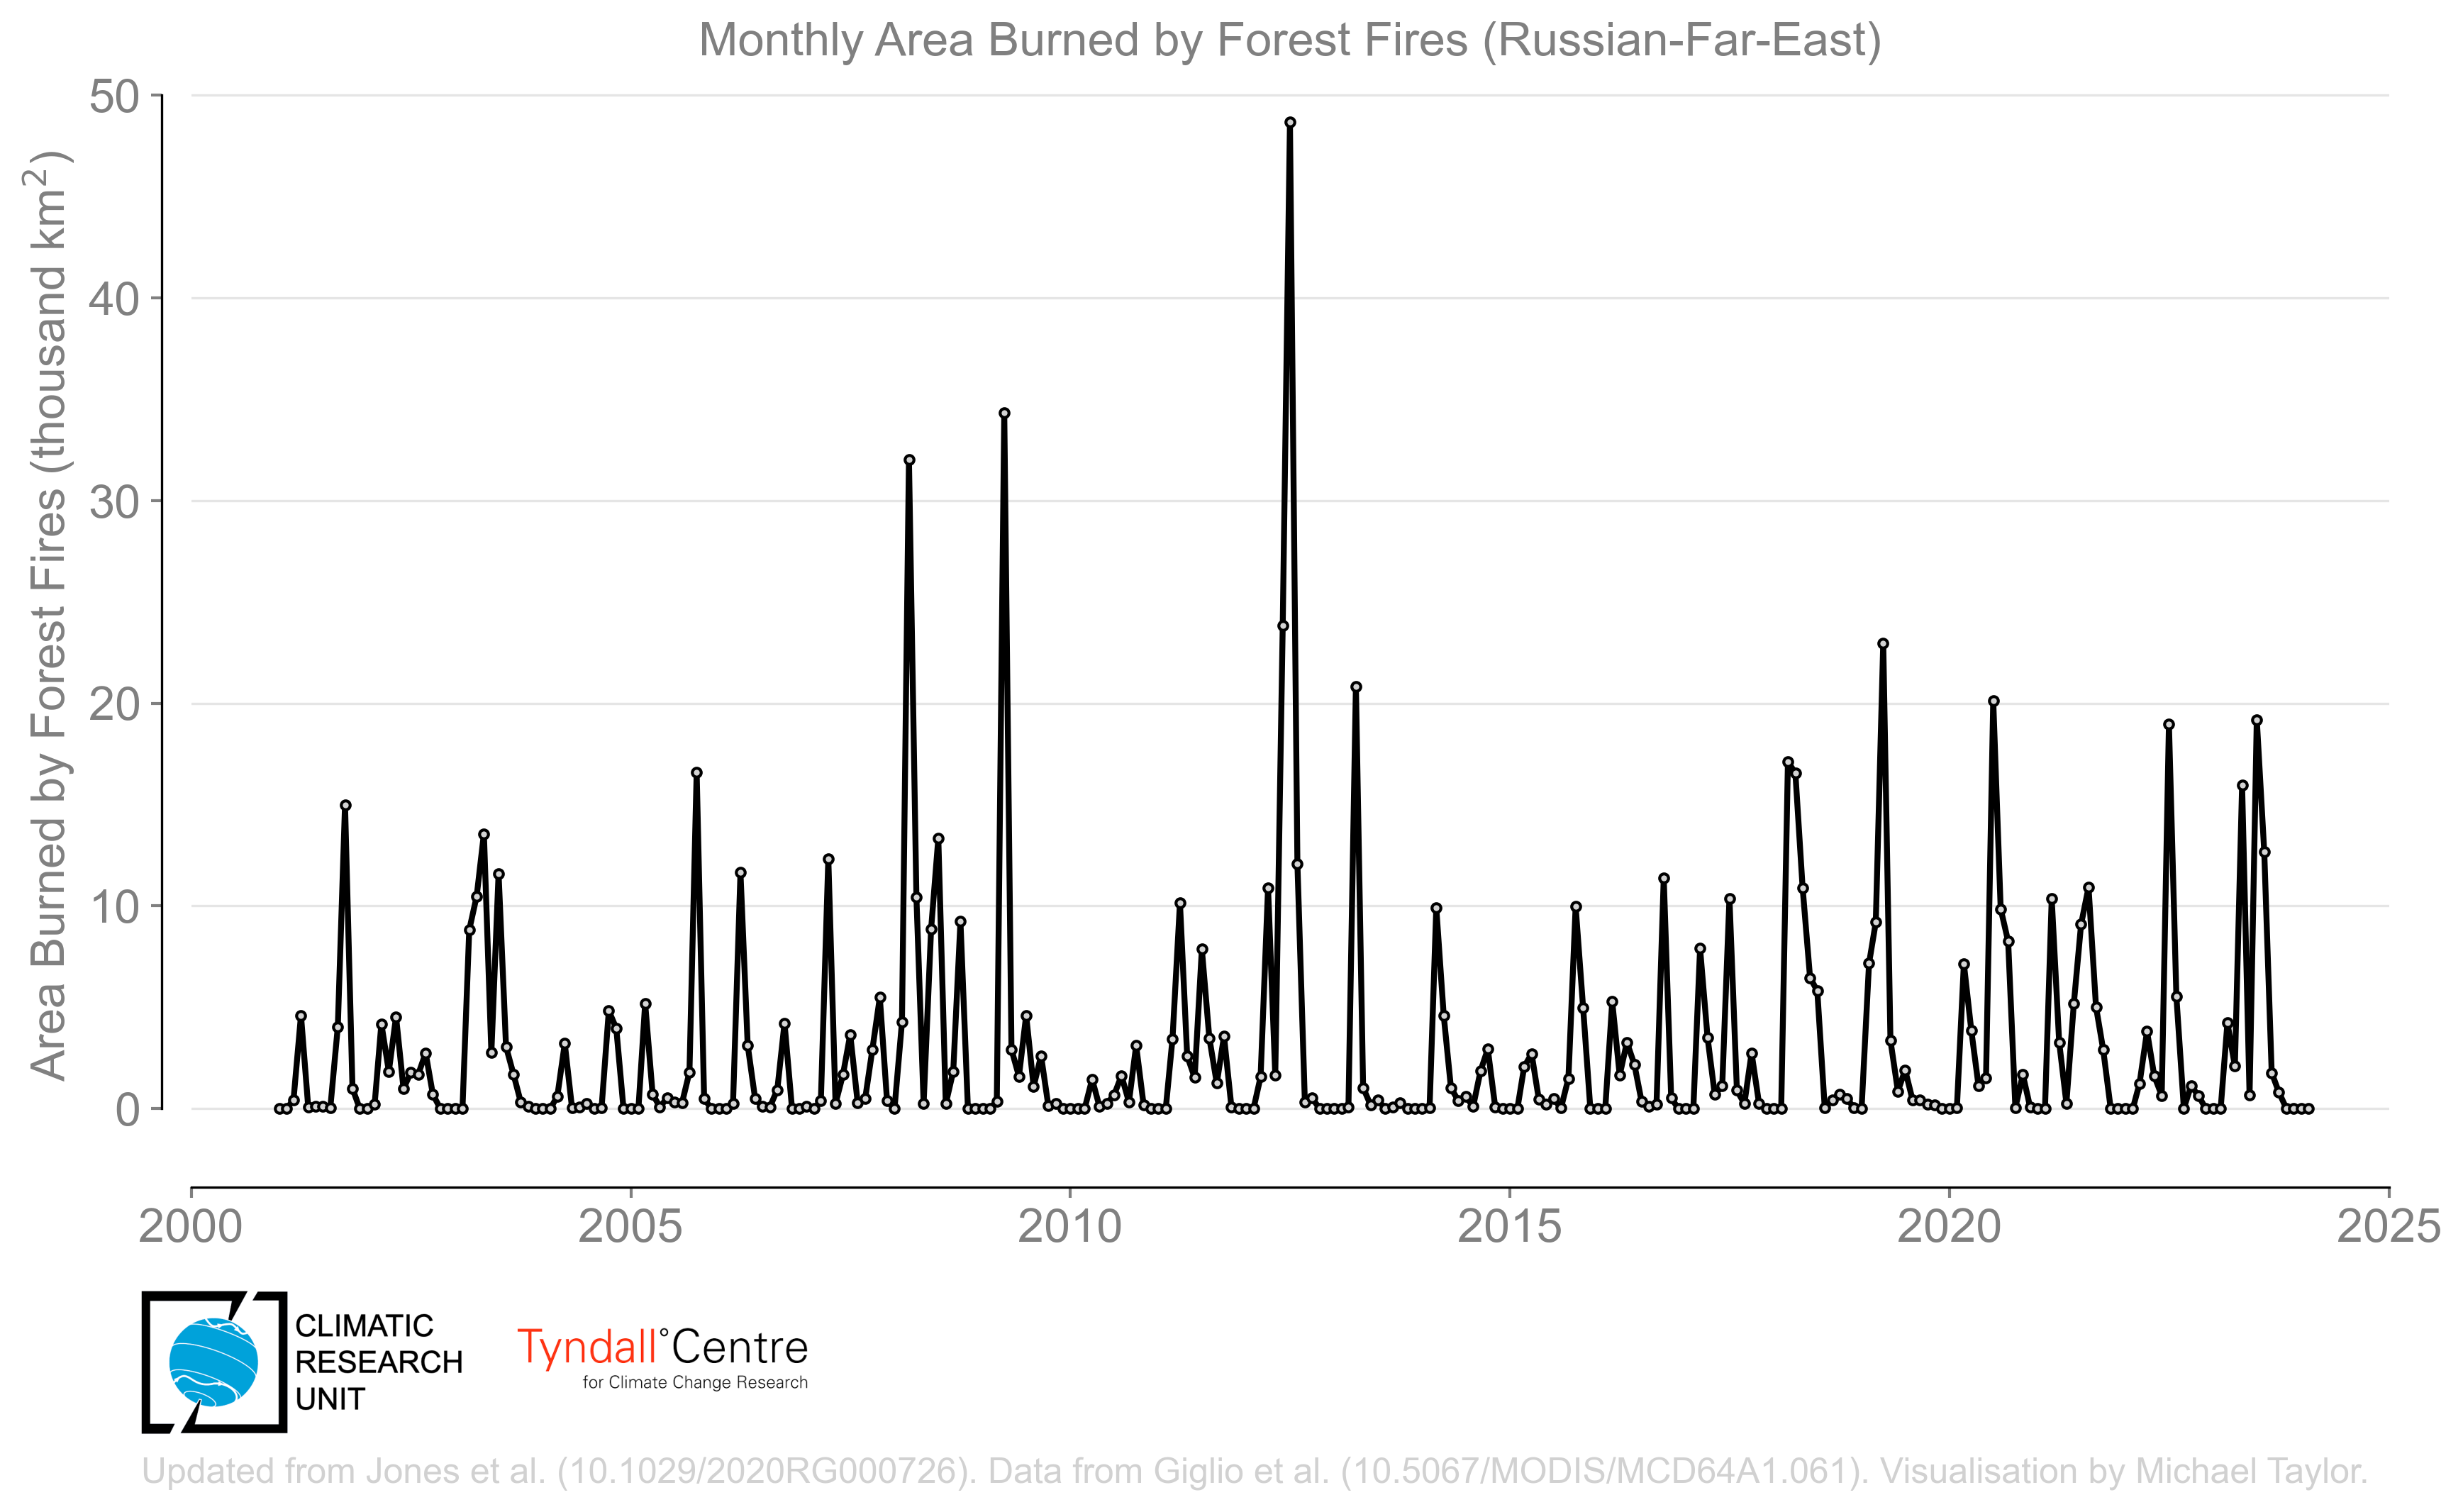 Monthly Area Burned by Forest Fires (Russian-Far-East)
Area Burned by Forest Fires (thousand km²)
50
40
30
20
10
0
2000 2005 2010 2015 2020 2025
CLIMATIC
RESEARCH
UNIT
Tyndall°Centre
for Climate Change Research
Updated from Jones et al. (10.1029/2020RG000726). Data from Giglio et al. (10.5067/MODIS/MCD64A1.061). Visualisation by Michael Taylor.